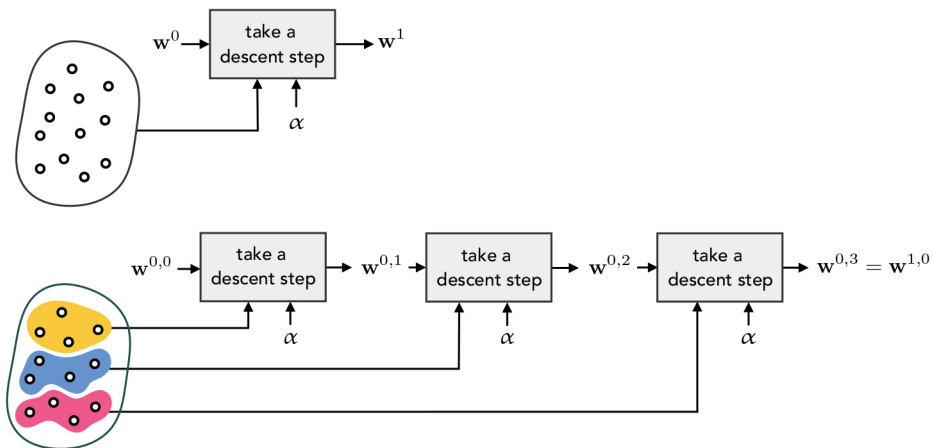 w^0
take a
descent step
w^1
α
w^{0,0}
take a
descent step
w^{0,1}
take a
descent step
w^{0,2}
take a
descent step
w^{0,3} = w^{1,0}
α
α
α